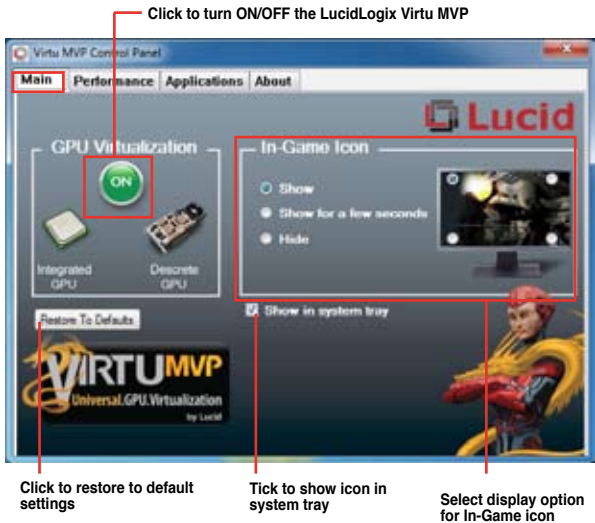 Click to turn ON/OFF the LucidLogix Virtu MVP
Virtu MVP Control Panel
Main Performance Applications About
Lucid
GPU Virtualization
ON
Integrated GPU
Descrete GPU
In-Game Icon
Show
Show for a few seconds
Hide
Restore To Defaults
Show in system tray
VIRTUMVP
Universal.GPU.Virtualization
by Lucid
Click to restore to default
settings
Tick to show icon in
system tray
Select display option
for In-Game icon